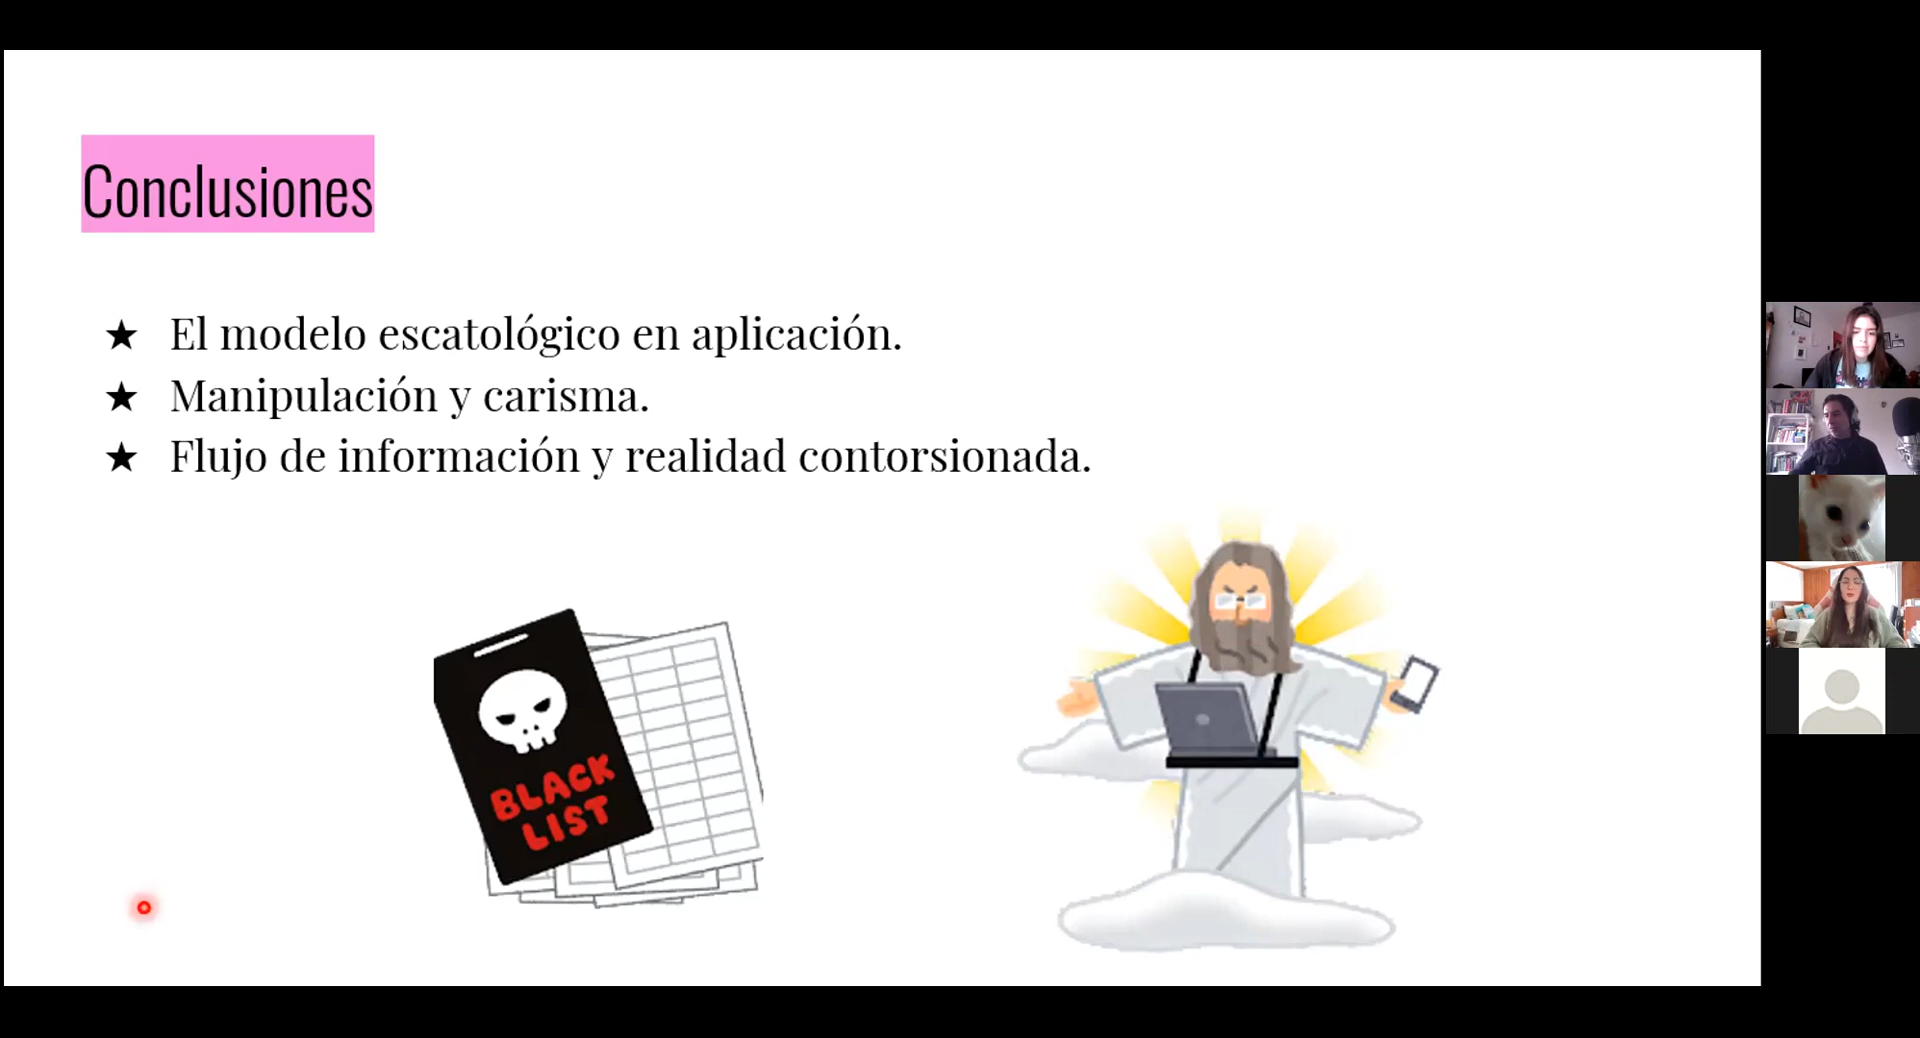 Conclusiones
★ El modelo escatológico en aplicación.
★ Manipulación y carisma.
★ Flujo de información y realidad contorsionada.
BLACK
LIST